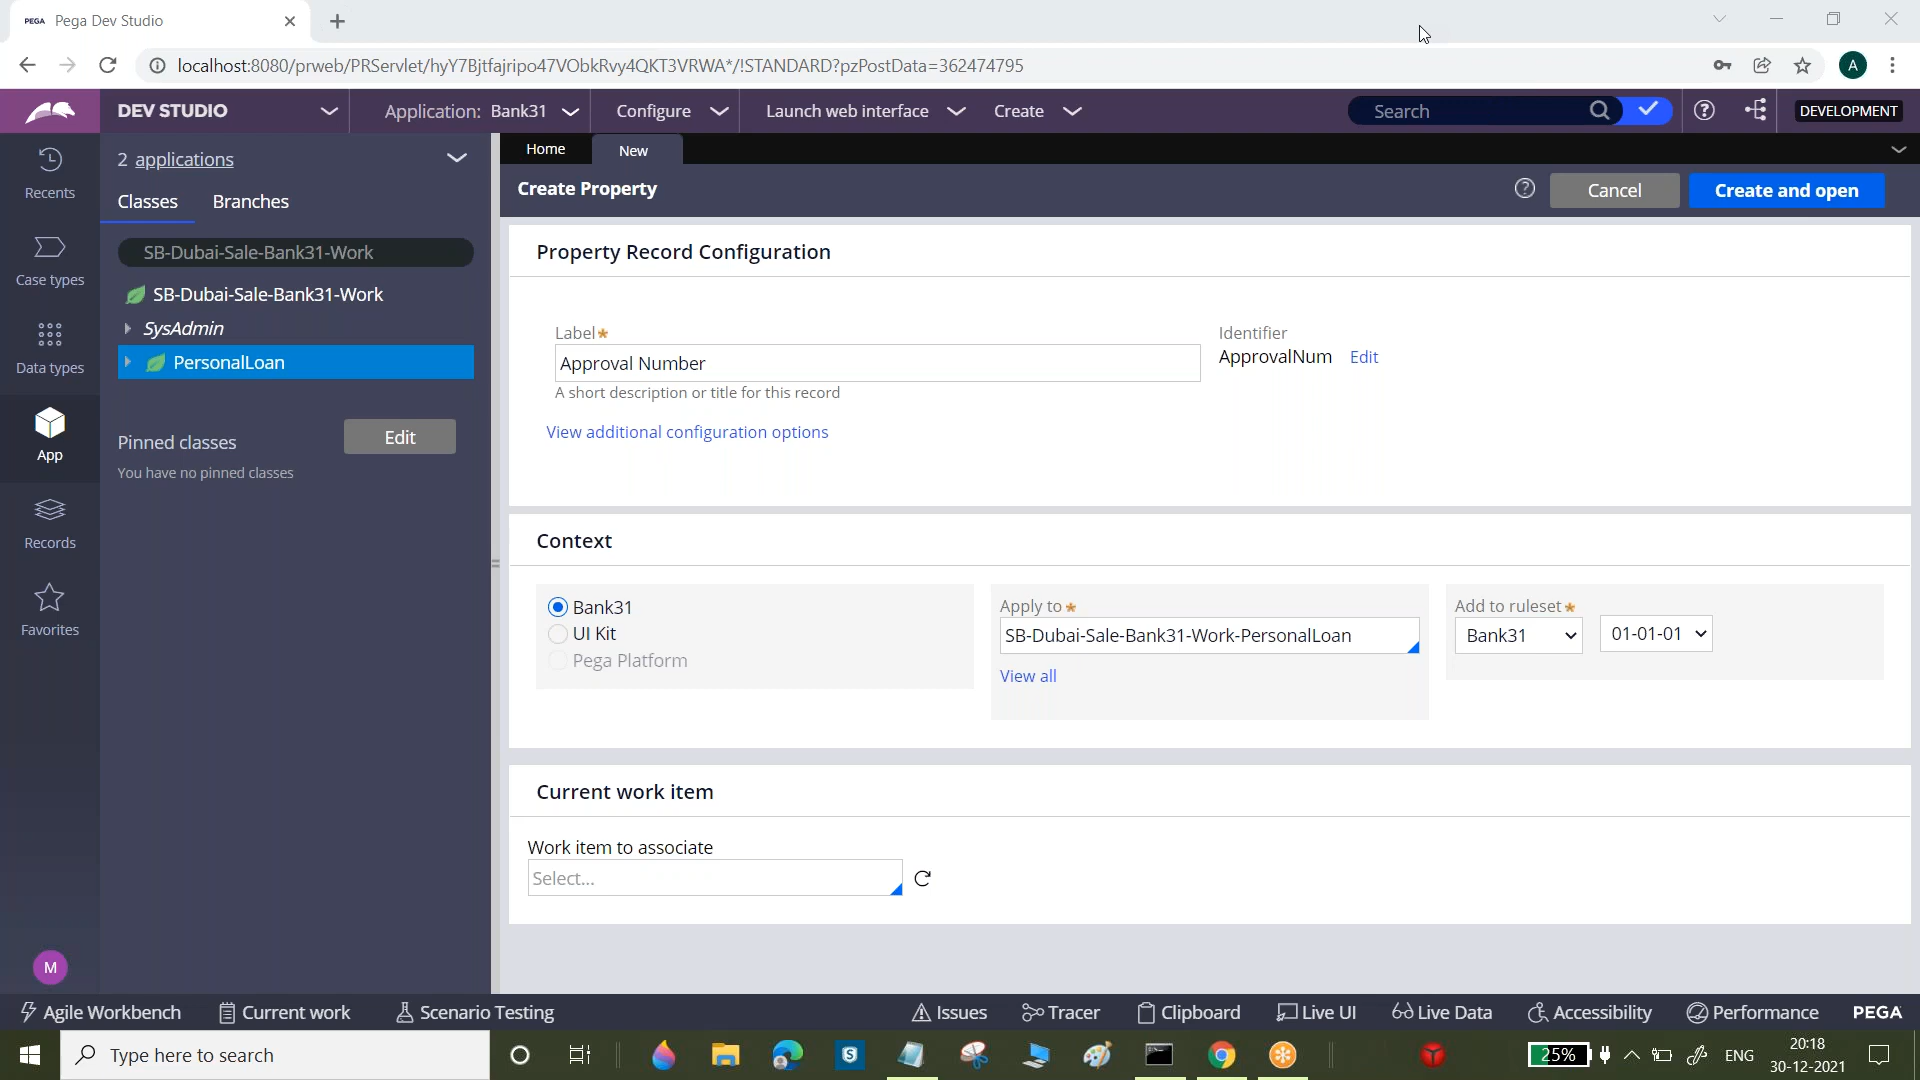 PEGA Pega Dev Studio
localhost:8080/prweb/PRServlet/hyY7Bjtfajripo47VObkRvy4QKT3VRWA*/!STANDARD?pzPostData=362474795
A
DEV STUDIO
Application: Bank31
Configure
Launch web interface
Create
Search
DEVELOPMENT
Recents
Case types
Data types
App
Records
Favorites
M
2 applications
Classes
Branches
SB-Dubai-Sale-Bank31-Work
SB-Dubai-Sale-Bank31-Work
SysAdmin
PersonalLoan
Pinned classes
Edit
You have no pinned classes
Home
New
Create Property
Cancel
Create and open
Property Record Configuration
Label*
Approval Number
A short description or title for this record
Identifier
ApprovalNum Edit
View additional configuration options
Context
Bank31
UI Kit
Pega Platform
Apply to *
SB-Dubai-Sale-Bank31-Work-PersonalLoan
View all
Add to ruleset *
Bank31
01-01-01
Current work item
Work item to associate
Select...
Agile Workbench
Current work
Scenario Testing
Issues
Tracer
Clipboard
Live UI
Live Data
Accessibility
Performance
PEGA
Type here to search
25%
ENG
20:18
30-12-2021